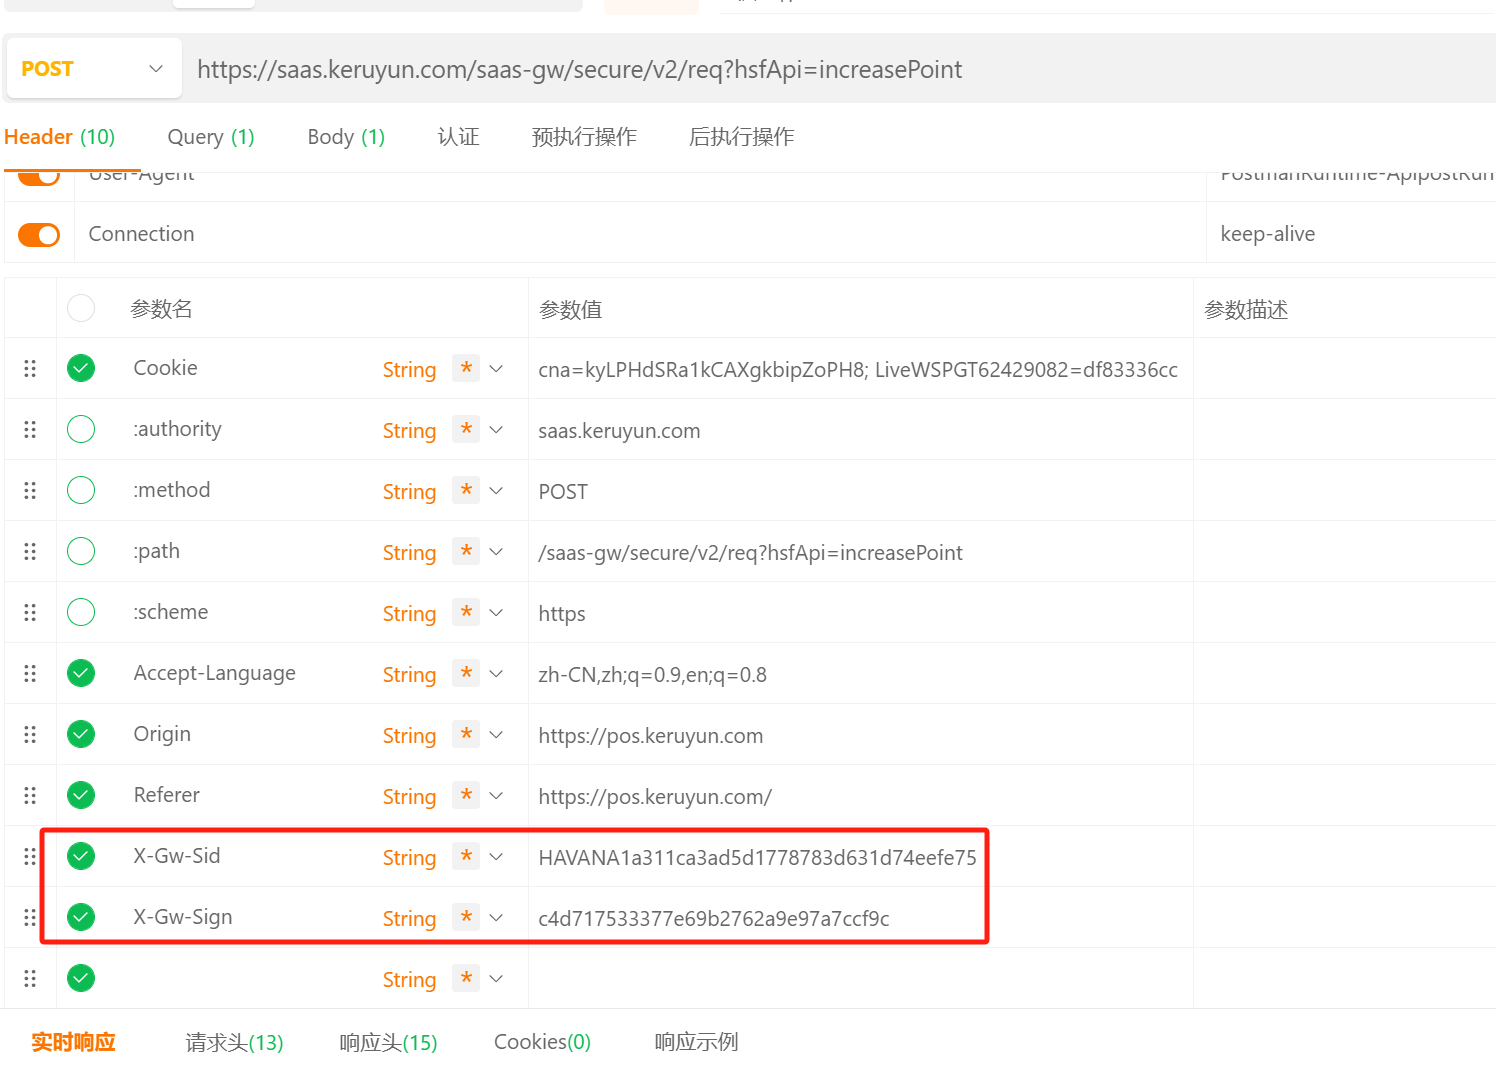 POST https://saas.keruyun.com/saas-gw/secure/v2/req?hsfApi=increasePoint
Header (10) Query (1) Body (1) 认证 预执行操作 后执行操作
User-Agent PostmanRuntime-ApipostRun
Connection keep-alive
参数名 参数值 参数描述
Cookie String * cna=kyLPHdSRa1kCAXgkbipZoPH8; LiveWSPGT62429082=df83336cc
:authority String * saas.keruyun.com
:method String * POST
:path String * /saas-gw/secure/v2/req?hsfApi=increasePoint
:scheme String * https
Accept-Language String * zh-CN,zh;q=0.9,en;q=0.8
Origin String * https://pos.keruyun.com
Referer String * https://pos.keruyun.com/
X-Gw-Sid String * HAVANA1a311ca3ad5d1778783d631d74eefe75
X-Gw-Sign String * c4d717533377e69b2762a9e97a7ccf9c
String *
实时响应 请求头(13) 响应头(15) Cookies(0) 响应示例